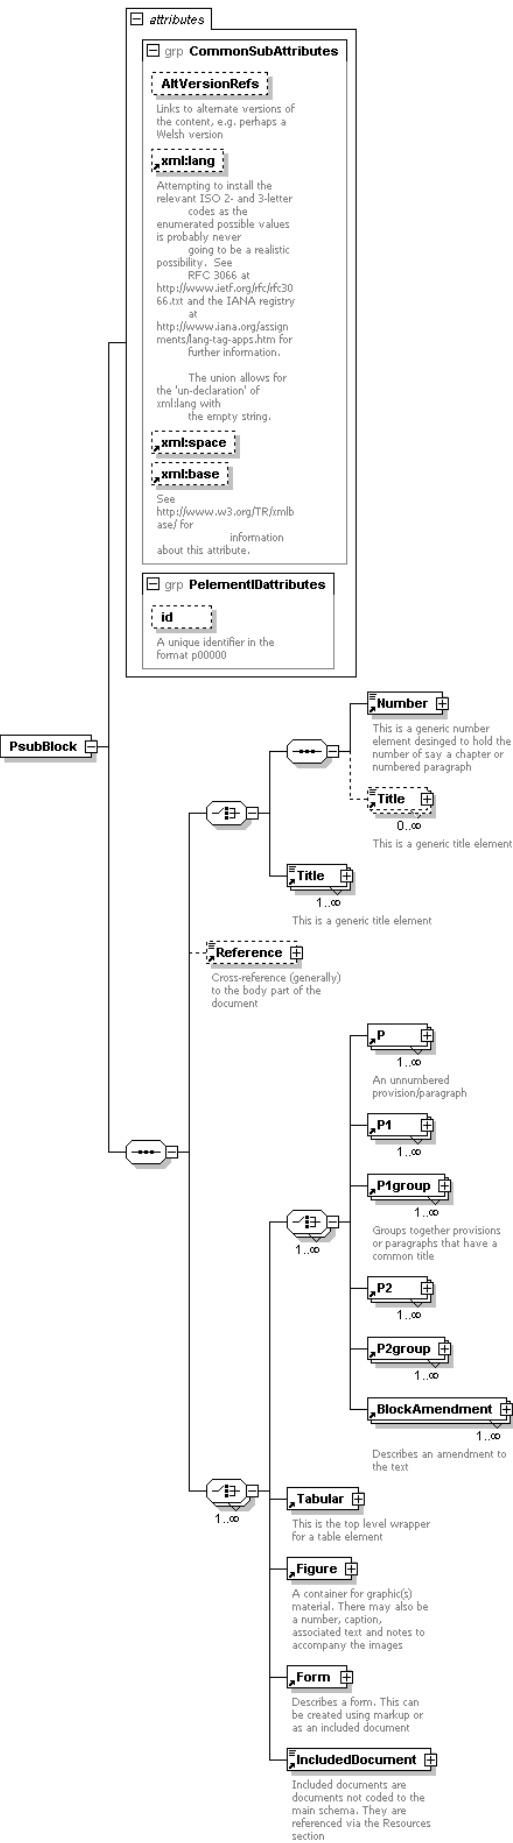 attributes
grp CommonSubAttributes
AltVersionRefs
Links to alternate versions of
the content, e.g. perhaps a
Welsh version
xml:lang
Attempting to install the
relevant ISO 2- and 3-letter
codes as the
enumerated possible values
is probably never
going to be a realistic
possibility. See
RFC 3066 at
http://www.ietf.org/rfc/rfc30
66.txt and the IANA registry
at
http://www.iana.org/assign
ments/lang-tag-apps.htm for
further information.
The union allows for
the 'un-declaration' of
xml:lang with
the empty string.
xml:space
xml:base
See
http://www.w3.org/TR/xmlb
ase/ for
information
about this attribute.
grp PelementIDattributes
id
A unique identifier in the
format p00000
PsubBlock
Number
This is a generic number
element desinged to hold the
number of say a chapter or
numbered paragraph
Title
0..∞
This is a generic title element
Title
1..∞
This is a generic title element
Reference
Cross-reference (generally)
to the body part of the
document
P
1..∞
An unnumbered
provision/paragraph
P1
1..∞
P1group
1..∞
Groups together provisions
or paragraphs that have a
common title
1..∞
P2
1..∞
P2group
1..∞
BlockAmendment
1..∞
Describes an amendment to
the text
1..∞
Tabular
This is the top level wrapper
for a table element
Figure
A container for graphic(s)
material. There may also be
a number, caption,
associated text and notes to
accompany the images
Form
Describes a form. This can
be created using markup or
as an included document
IncludedDocument
Included documents are
documents not coded to the
main schema. They are
referenced via the Resources
section